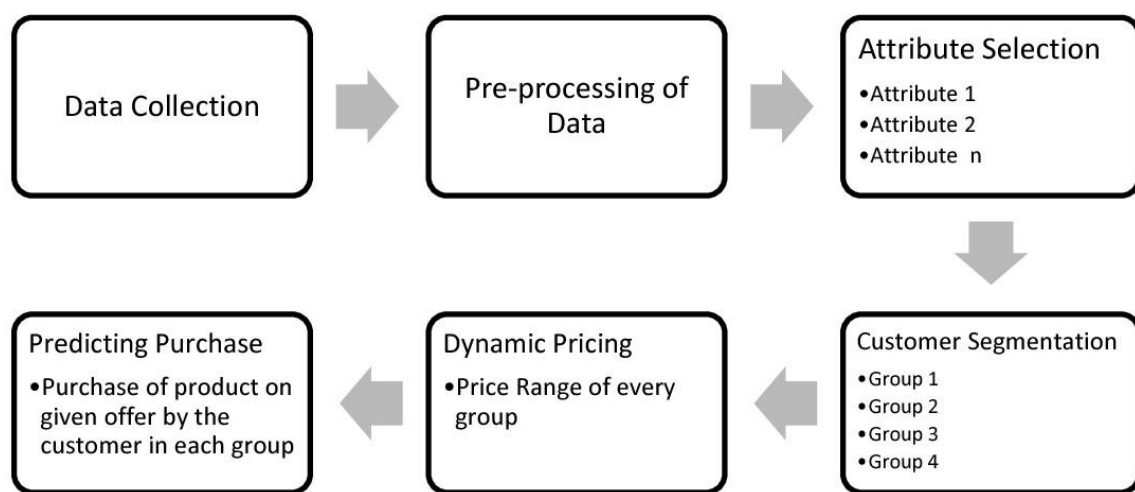 Data Collection
Pre-processing of
Data
Attribute Selection
•Attribute 1
•Attribute 2
•Attribute  n
Customer Segmentation
•Group 1
•Group 2
•Group 3
•Group 4
Dynamic Pricing
•Price Range of every
group
Predicting Purchase
•Purchase of product on
given offer by the
customer in each group